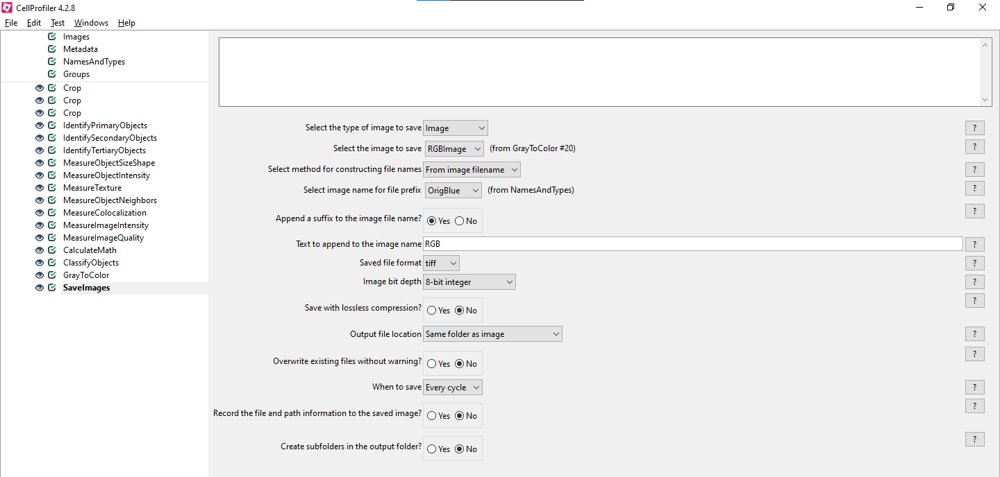 CellProfiler 4.2.8
File Edit Test Windows Help
Images
Metadata
NamesAndTypes
Groups
Crop
Crop
Crop
IdentifyPrimaryObjects
IdentifySecondaryObjects
IdentifyTertiaryObjects
MeasureObjectSizeShape
MeasureObjectIntensity
MeasureTexture
MeasureObjectNeighbors
MeasureColocalization
MeasureImageIntensity
MeasureImageQuality
CalculateMath
ClassifyObjects
GrayToColor
SaveImages
Select the type of image to save Image ?
Select the image to save RGBImage (from GrayToColor #20) ?
Select method for constructing file names From image filename ?
Select image name for file prefix OrigBlue (from NamesAndTypes) ?
Append a suffix to the image file name? Yes No ?
Text to append to the image name RGB ?
Saved file format tiff ?
Image bit depth 8-bit integer ?
Save with lossless compression? Yes No ?
Output file location Same folder as image ?
Overwrite existing files without warning? Yes No ?
When to save Every cycle ?
Record the file and path information to the saved image? Yes No ?
Create subfolders in the output folder? Yes No ?